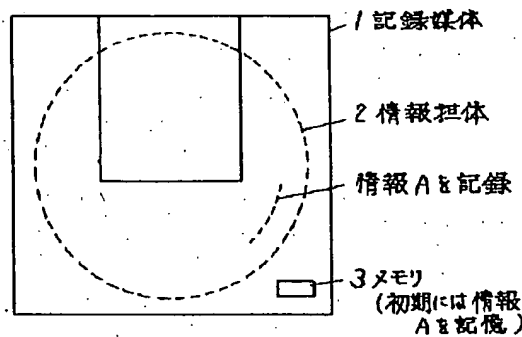 1 記録媒体
2 情報担体
情報Aを記録
3 メモリ
(初期には情報
Aを記憶)